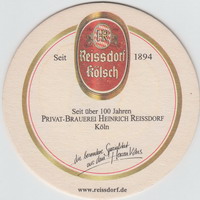 Reissdorf
Kölsch
Seit 1894
Seit über 100 Jahren
PRIVAT-BRAUEREI HEINRICH REISSDORF
Köln
www.reissdorf.de